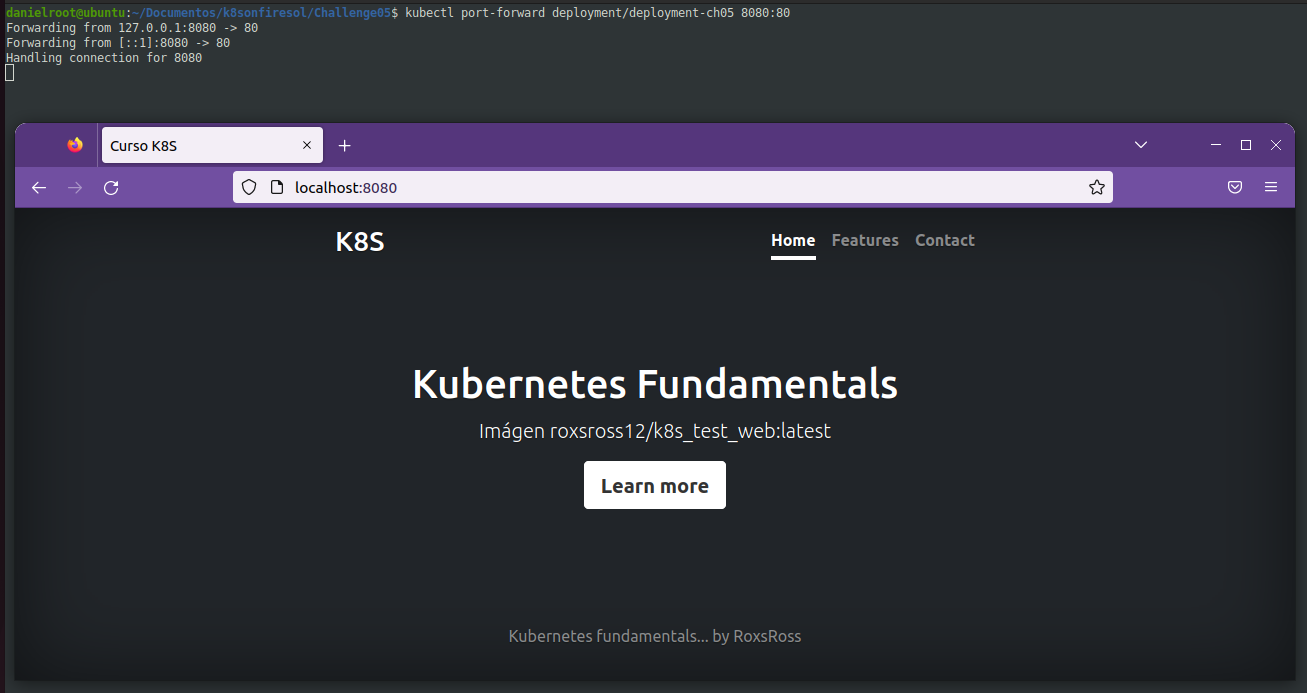 danielroot@ubuntu:~/Documentos/k8sonfiresol/Challenge05$ kubectl port-forward deployment/deployment-ch05 8080:80
Forwarding from 127.0.0.1:8080 -> 80
Forwarding from [::1]:8080 -> 80
Handling connection for 8080
Curso K8S
localhost:8080
K8S
Home Features Contact
Kubernetes Fundamentals
Imágen roxsross12/k8s_test_web:latest
Learn more
Kubernetes fundamentals... by RoxsRoss